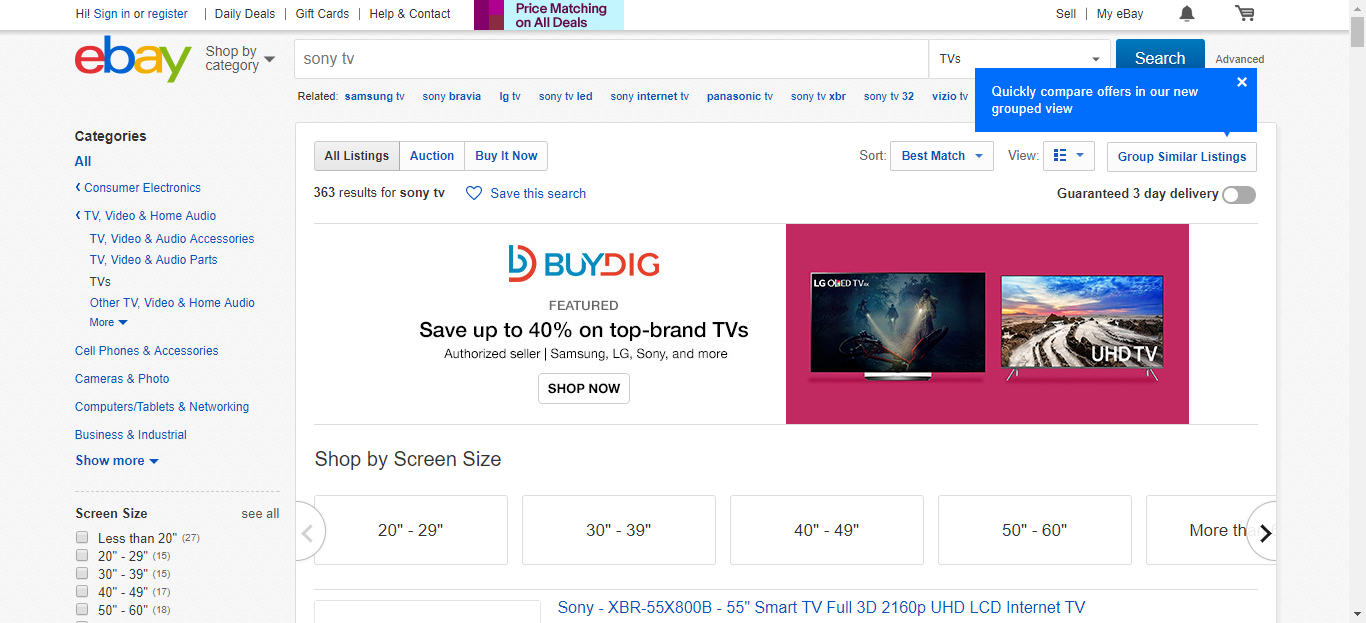 Hi! Sign in or register
Daily Deals
Gift Cards
Help & Contact
Price Matching
on All Deals
Sell
My eBay
ebay
Shop by
category
sony tv
TVs
Search
Advanced
Related: samsung tv sony bravia lg tv sony tv led sony internet tv panasonic tv sony tv xbr sony tv 32 vizio tv
Quickly compare offers in our new
grouped view
Categories
All
Consumer Electronics
TV, Video & Home Audio
TV, Video & Audio Accessories
TV, Video & Audio Parts
TVs
Other TV, Video & Home Audio
More
Cell Phones & Accessories
Cameras & Photo
Computers/Tablets & Networking
Business & Industrial
Show more
Screen Size see all
Less than 20" (27)
20" - 29" (15)
30" - 39" (15)
40" - 49" (17)
50" - 60" (18)
All Listings Auction Buy It Now
Sort: Best Match View: Group Similar Listings
363 results for sony tv Save this search
Guaranteed 3 day delivery
BUYDIG
FEATURED
Save up to 40% on top-brand TVs
Authorized seller | Samsung, LG, Sony, and more
SHOP NOW
LG OLED TV
UHD TV
Shop by Screen Size
20" - 29" 30" - 39" 40" - 49" 50" - 60" More
Sony - XBR-55X800B - 55" Smart TV Full 3D 2160p UHD LCD Internet TV